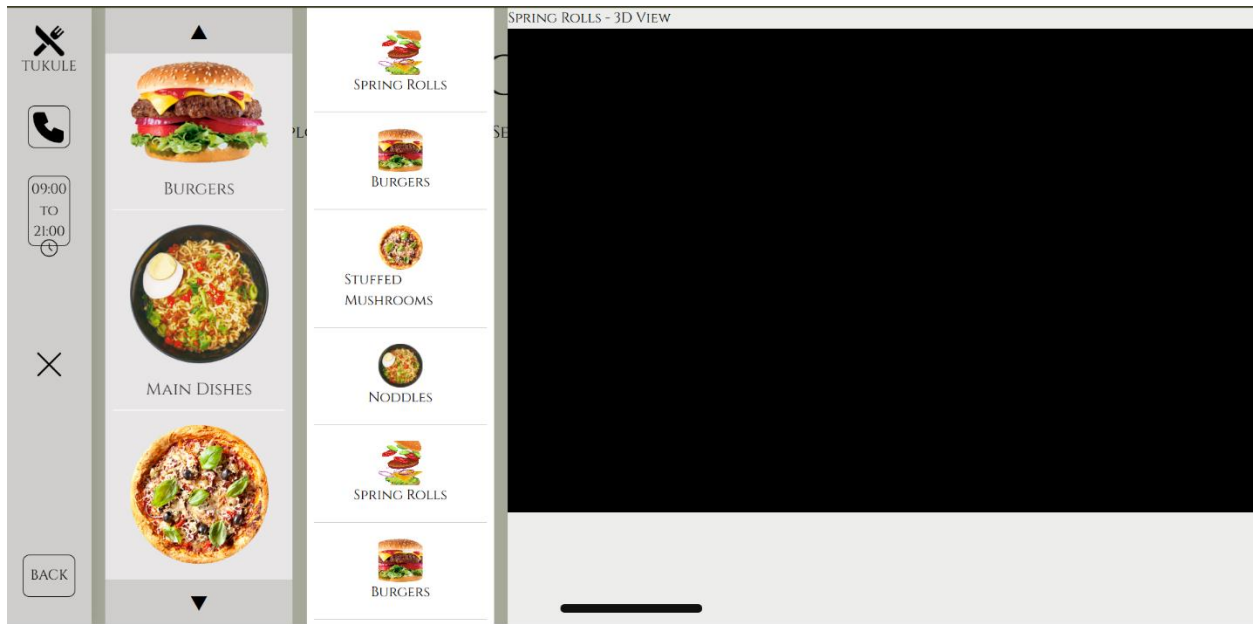 TUKULE
09:00
TO
21:00
BACK
▲
BURGERS
MAIN DISHES
▼
SPRING ROLLS
BURGERS
STUFFED
MUSHROOMS
NODDLES
SPRING ROLLS
BURGERS
SPRING ROLLS - 3D VIEW